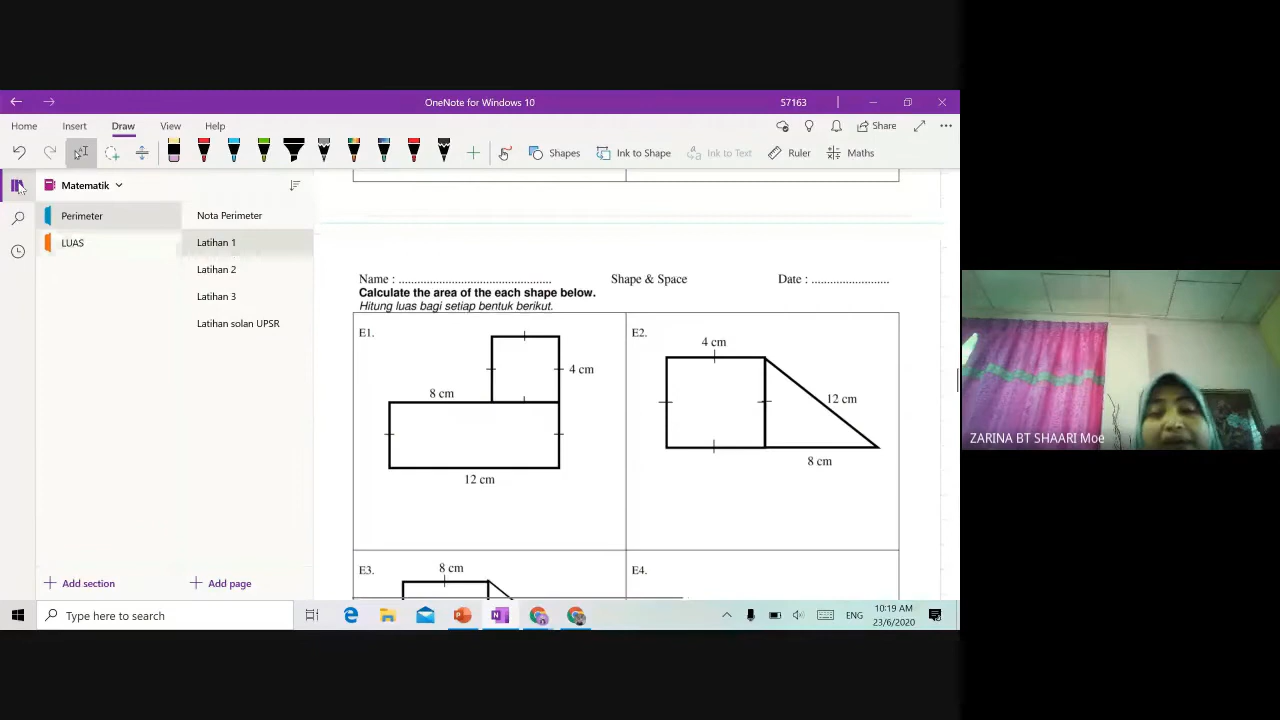 OneNote for Windows 10
57163
Home Insert Draw View Help
Share
Shapes Ink to Shape Ink to Text Ruler Maths
Matematik
Perimeter
LUAS
Nota Perimeter
Latihan 1
Latihan 2
Latihan 3
Latihan solan UPSR
Add section
Add page
Name : ................................................ Shape & Space Date : ........................
Calculate the area of the each shape below.
Hitung luas bagi setiap bentuk berikut.
E1.
4 cm
8 cm
12 cm
E2.
4 cm
12 cm
8 cm
E3.
8 cm
E4.
Type here to search
ENG
10:19 AM
23/6/2020
ZARINA BT SHAARI Moe